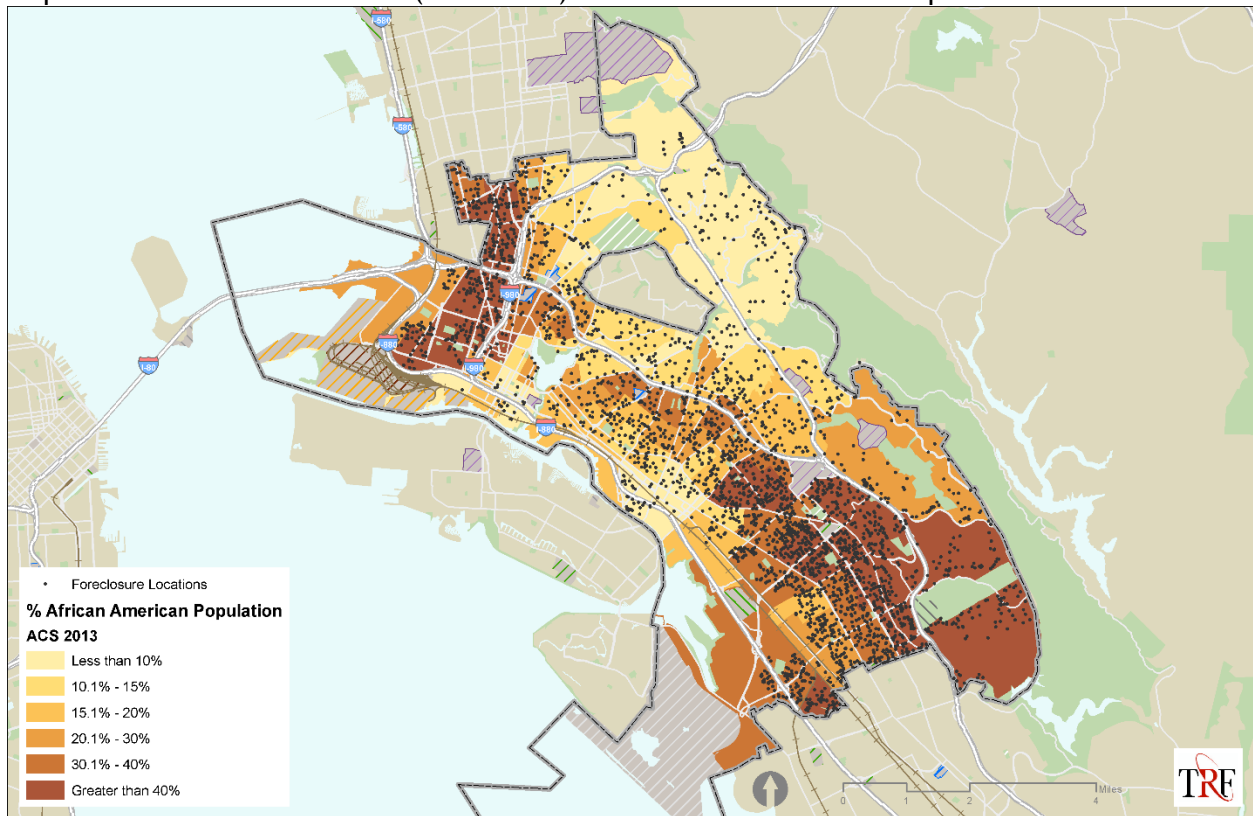 I-580
I-580
I-580
I-880
I-980
I-80
I-880
Foreclosure Locations
% African American Population
ACS 2013
Less than 10%
10.1% - 15%
15.1% - 20%
20.1% - 30%
30.1% - 40%
Greater than 40%
Miles
0 1 2 4
TRF